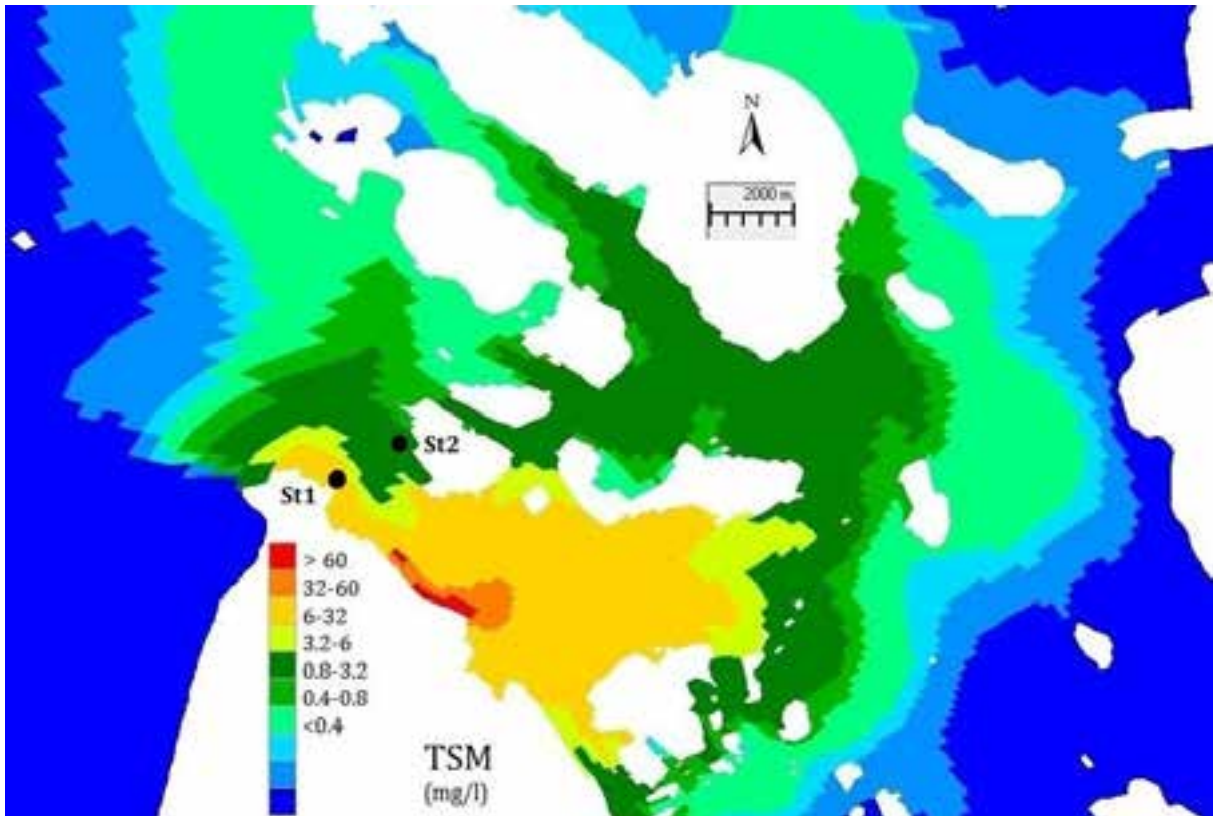 N
2000 m
St2
St1
> 60
32-60
6-32
3.2-6
0.8-3.2
0.4-0.8
<0.4
TSM
(mg/l)